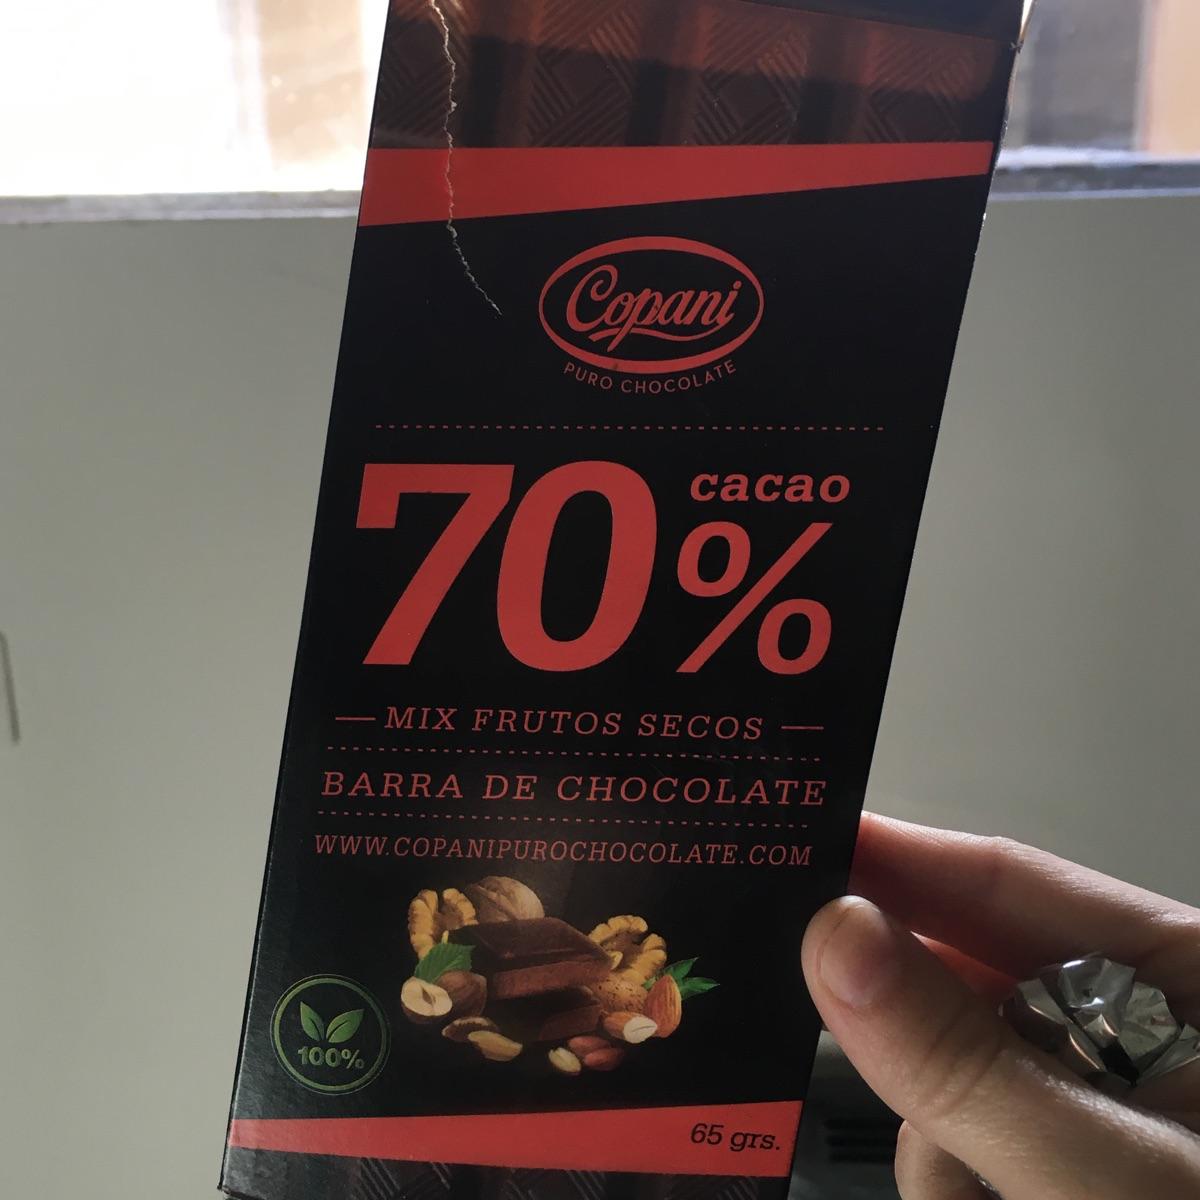 Copani
PURO CHOCOLATE
cacao
70%
MIX FRUTOS SECOS
BARRA DE CHOCOLATE
WWW.COPANIPUROCHOCOLATE.COM
100%
65 grs.